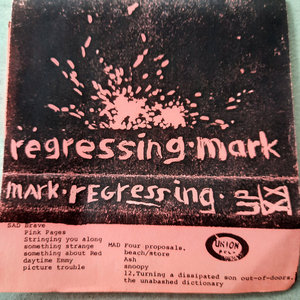 regressing·mark
mark·regressing.
SAD Brave
Pink Pages
Stringing you along
something strange
something about Red
daytime Emmy
picture trouble
MAD Four proposals.
beach/store
Ash
snoopy
12.Turning a dissipated son out-of-doors.
the unabashed dictionary
UNION